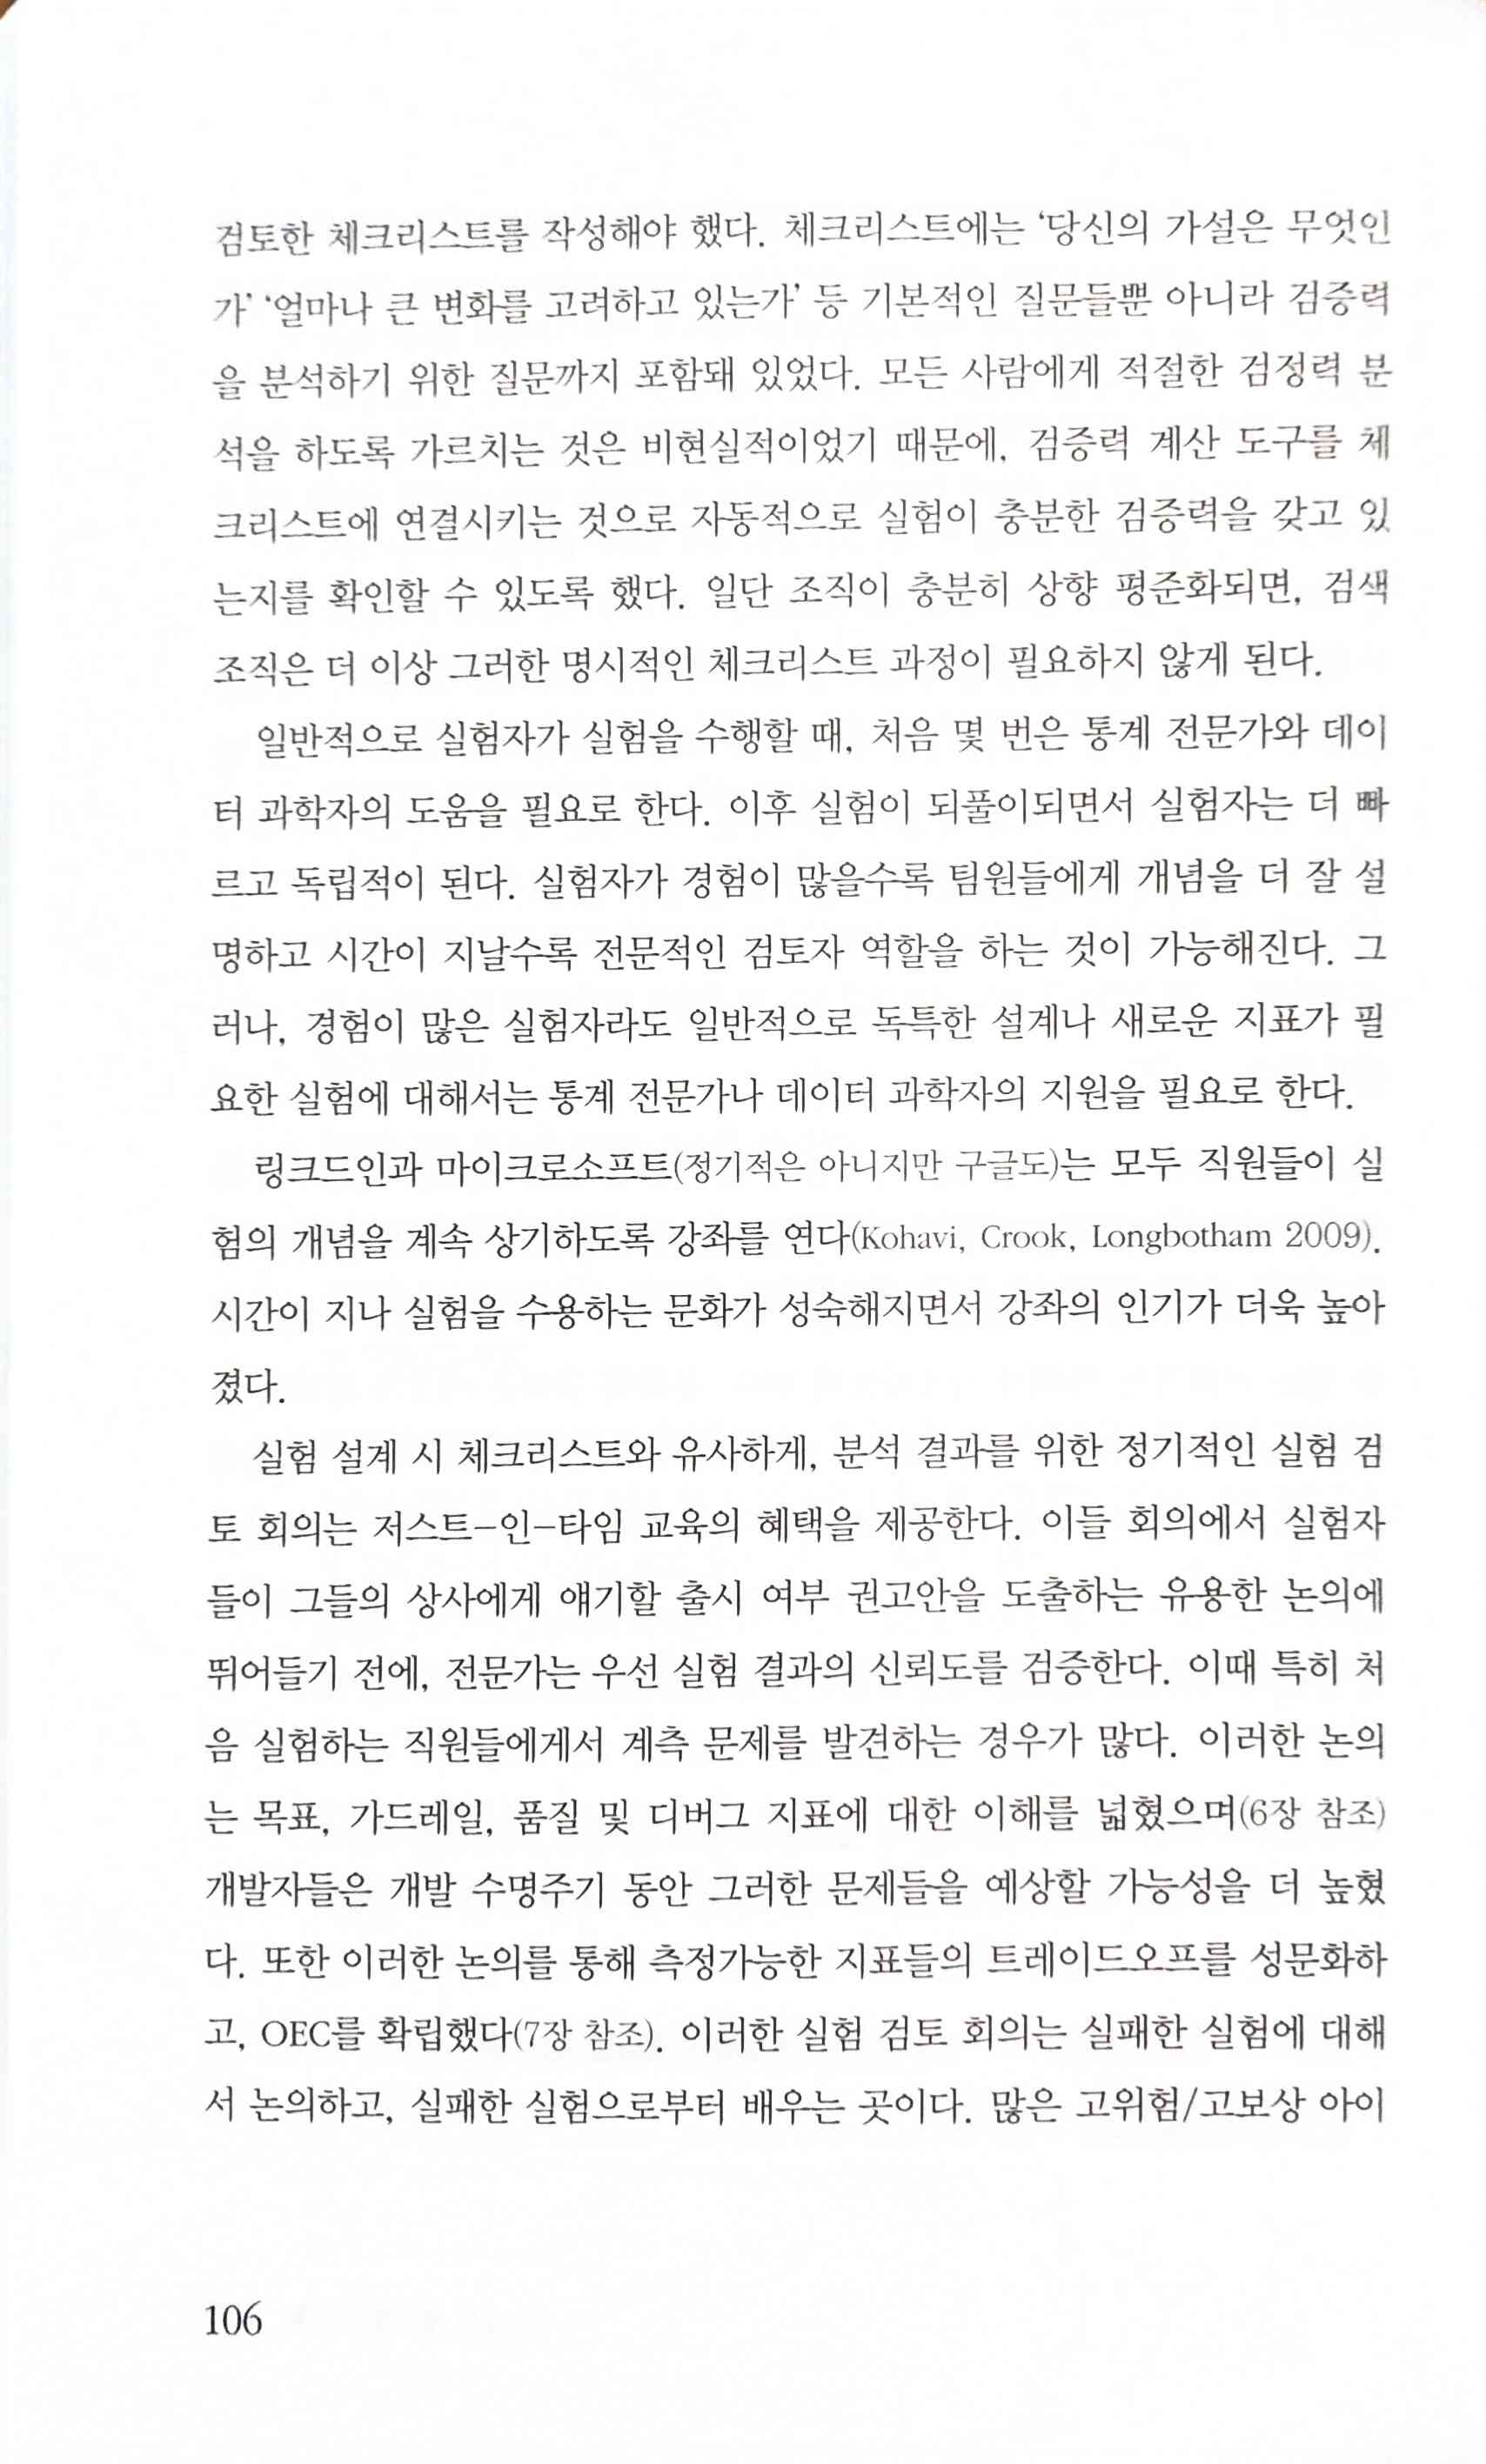 검토한 체크리스트를 작성해야 했다. 체크리스트에는 ‘당신의 가설은 무엇인
가’ ‘얼마나 큰 변화를 고려하고 있는가’ 등 기본적인 질문들뿐 아니라 검증력
을 분석하기 위한 질문까지 포함돼 있었다. 모든 사람에게 적절한 검정력 분
석을 하도록 가르치는 것은 비현실적이었기 때문에, 검증력 계산 도구를 체
크리스트에 연결시키는 것으로 자동적으로 실험이 충분한 검증력을 갖고 있
는지를 확인할 수 있도록 했다. 일단 조직이 충분히 상향 평준화되면, 검색
조직은 더 이상 그러한 명시적인 체크리스트 과정이 필요하지 않게 된다.
일반적으로 실험자가 실험을 수행할 때, 처음 몇 번은 통계 전문가와 데이
터 과학자의 도움을 필요로 한다. 이후 실험이 되풀이되면서 실험자는 더 빠
르고 독립적이 된다. 실험자가 경험이 많을수록 팀원들에게 개념을 더 잘 설
명하고 시간이 지날수록 전문적인 검토자 역할을 하는 것이 가능해진다. 그
러나, 경험이 많은 실험자라도 일반적으로 독특한 설계나 새로운 지표가 필
요한 실험에 대해서는 통계 전문가나 데이터 과학자의 지원을 필요로 한다.
링크드인과 마이크로소프트(정기적은 아니지만 구글도)는 모두 직원들이 실
험의 개념을 계속 상기하도록 강좌를 연다(Kohavi, Crook, Longbotham 2009).
시간이 지나 실험을 수용하는 문화가 성숙해지면서 강좌의 인기가 더욱 높아
졌다.
실험 설계 시 체크리스트와 유사하게, 분석 결과를 위한 정기적인 실험 검
토 회의는 저스트-인-타임 교육의 혜택을 제공한다. 이들 회의에서 실험자
들이 그들의 상사에게 얘기할 출시 여부 권고안을 도출하는 유용한 논의에
뛰어들기 전에, 전문가는 우선 실험 결과의 신뢰도를 검증한다. 이때 특히 처
음 실험하는 직원들에게서 계측 문제를 발견하는 경우가 많다. 이러한 논의
는 목표, 가드레일, 품질 및 디버그 지표에 대한 이해를 넓혔으며(6장 참조)
개발자들은 개발 수명주기 동안 그러한 문제들을 예상할 가능성을 더 높혔
다. 또한 이러한 논의를 통해 측정가능한 지표들의 트레이드오프를 성문화하
고, OEC를 확립했다(7장 참조). 이러한 실험 검토 회의는 실패한 실험에 대해
서 논의하고, 실패한 실험으로부터 배우는 곳이다. 많은 고위험/고보상 아이
106